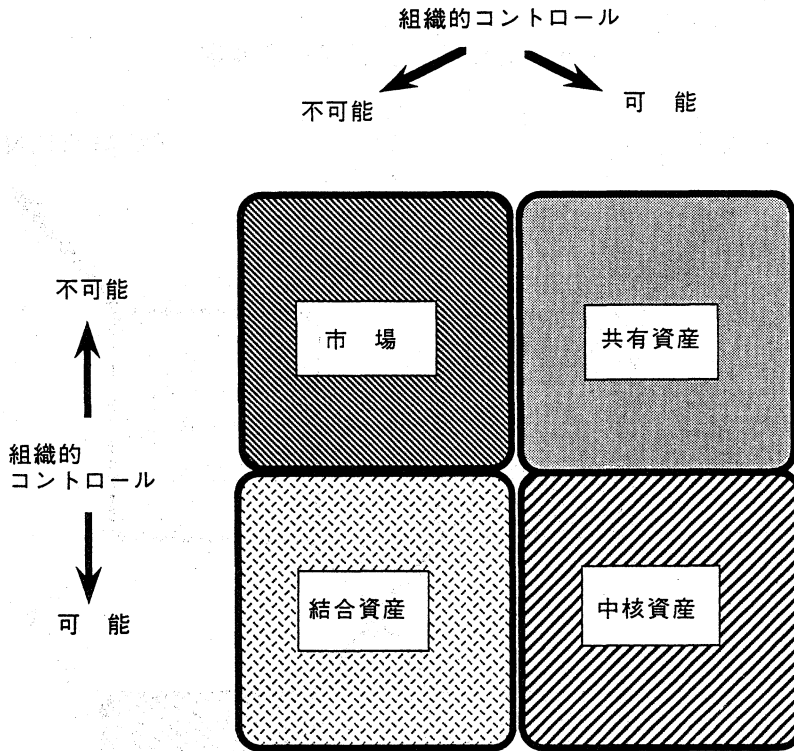 組織的コントロール
不可能
可 能
不可能
市 場
共有資産
組織的
コントロール
結合資産
中核資産
可 能